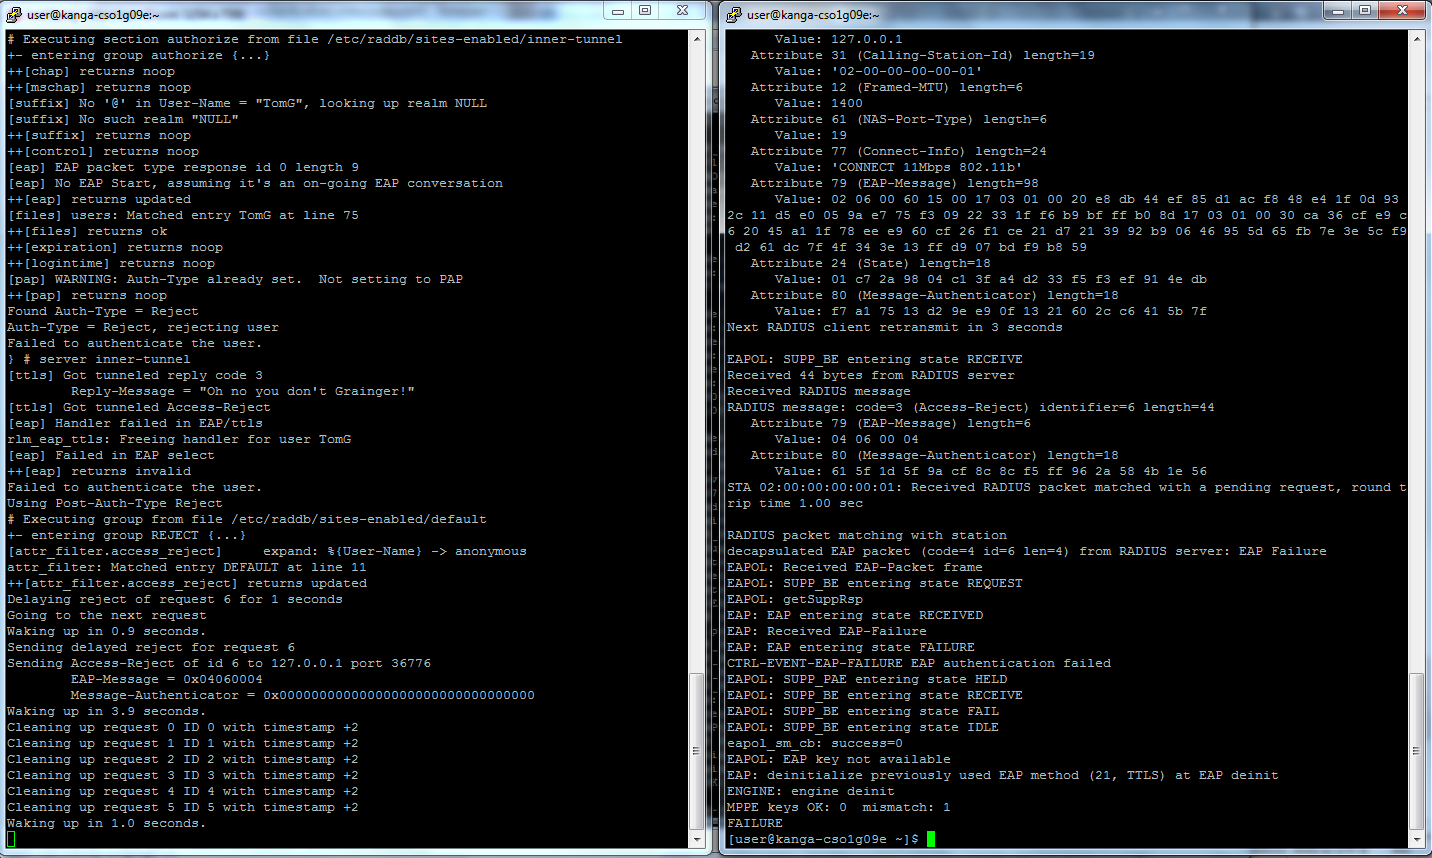 user@kanga-cso1g09e:~
# Executing section authorize from file /etc/raddb/sites-enabled/inner-tunnel
+- entering group authorize {...}
++[chap] returns noop
++[mschap] returns noop
[suffix] No '@' in User-Name = "TomG", looking up realm NULL
[suffix] No such realm "NULL"
++[suffix] returns noop
++[control] returns noop
[eap] EAP packet type response id 0 length 9
[eap] No EAP Start, assuming it's an on-going EAP conversation
++[eap] returns updated
[files] users: Matched entry TomG at line 75
++[files] returns ok
++[expiration] returns noop
++[logintime] returns noop
[pap] WARNING: Auth-Type already set.  Not setting to PAP
++[pap] returns noop
Found Auth-Type = Reject
Auth-Type = Reject, rejecting user
Failed to authenticate the user.
} # server inner-tunnel
[ttls] Got tunneled reply code 3
        Reply-Message = "Oh no you don't Grainger!"
[ttls] Got tunneled Access-Reject
[eap] Handler failed in EAP/ttls
rlm_eap_ttls: Freeing handler for user TomG
[eap] Failed in EAP select
++[eap] returns invalid
Failed to authenticate the user.
Using Post-Auth-Type Reject
# Executing group from file /etc/raddb/sites-enabled/default
+- entering group REJECT {...}
[attr_filter.access_reject]     expand: %{User-Name} -> anonymous
attr_filter: Matched entry DEFAULT at line 11
++[attr_filter.access_reject] returns updated
Delaying reject of request 6 for 1 seconds
Going to the next request
Waking up in 0.9 seconds.
Sending delayed reject for request 6
Sending Access-Reject of id 6 to 127.0.0.1 port 36776
        EAP-Message = 0x04060004
        Message-Authenticator = 0x00000000000000000000000000000000
Waking up in 3.9 seconds.
Cleaning up request 0 ID 0 with timestamp +2
Cleaning up request 1 ID 1 with timestamp +2
Cleaning up request 2 ID 2 with timestamp +2
Cleaning up request 3 ID 3 with timestamp +2
Cleaning up request 4 ID 4 with timestamp +2
Cleaning up request 5 ID 5 with timestamp +2
Waking up in 1.0 seconds.
user@kanga-cso1g09e:~
      Value: 127.0.0.1
   Attribute 31 (Calling-Station-Id) length=19
      Value: '02-00-00-00-00-01'
   Attribute 12 (Framed-MTU) length=6
      Value: 1400
   Attribute 61 (NAS-Port-Type) length=6
      Value: 19
   Attribute 77 (Connect-Info) length=24
      Value: 'CONNECT 11Mbps 802.11b'
   Attribute 79 (EAP-Message) length=98
      Value: 02 06 00 60 15 00 17 03 01 00 20 e8 db 44 ef 85 d1 ac f8 48 e4 1f 0d 93
2c 11 d5 e0 05 9a e7 75 f3 09 22 33 1f f6 b9 bf ff b0 8d 17 03 01 00 30 ca 36 cf e9 c
6 20 45 a1 1f 78 ee e9 60 cf 26 f1 ce 21 d7 21 39 92 b9 06 46 95 5d 65 fb 7e 3e 5c f9
 d2 61 dc 7f 4f 34 3e 13 ff d9 07 bd f9 b8 59
   Attribute 24 (State) length=18
      Value: 01 c7 2a 98 04 c1 3f a4 d2 33 f5 f3 ef 91 4e db
   Attribute 80 (Message-Authenticator) length=18
      Value: f7 a1 75 13 d2 9e e9 0f 13 21 60 2c c6 41 5b 7f
Next RADIUS client retransmit in 3 seconds
EAPOL: SUPP_BE entering state RECEIVE
Received 44 bytes from RADIUS server
Received RADIUS message
RADIUS message: code=3 (Access-Reject) identifier=6 length=44
   Attribute 79 (EAP-Message) length=6
      Value: 04 06 00 04
   Attribute 80 (Message-Authenticator) length=18
      Value: 61 5f 1d 5f 9a cf 8c 8c f5 ff 96 2a 58 4b 1e 56
STA 02:00:00:00:00:01: Received RADIUS packet matched with a pending request, round t
rip time 1.00 sec
RADIUS packet matching with station
decapsulated EAP packet (code=4 id=6 len=4) from RADIUS server: EAP Failure
EAPOL: Received EAP-Packet frame
EAPOL: SUPP_BE entering state REQUEST
EAPOL: getSuppRsp
EAP: EAP entering state RECEIVED
EAP: Received EAP-Failure
EAP: EAP entering state FAILURE
CTRL-EVENT-EAP-FAILURE EAP authentication failed
EAPOL: SUPP_PAE entering state HELD
EAPOL: SUPP_BE entering state RECEIVE
EAPOL: SUPP_BE entering state FAIL
EAPOL: SUPP_BE entering state IDLE
eapol_sm_cb: success=0
EAPOL: EAP key not available
EAP: deinitialize previously used EAP method (21, TTLS) at EAP deinit
ENGINE: engine deinit
MPPE keys OK: 0  mismatch: 1
FAILURE
[user@kanga-cso1g09e ~]$